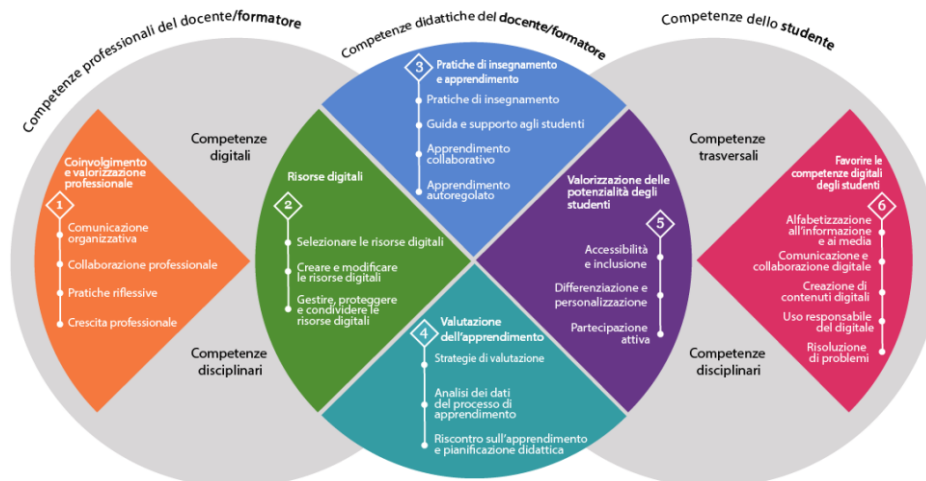 Competenze professionali del docente/formatore
Competenze didattiche del docente/formatore
Competenze dello studente
Competenze
digitali
Competenze
disciplinari
Coinvolgimento
e valorizzazione
professionale
1
Comunicazione
organizzativa
Collaborazione professionale
Pratiche riflessive
Crescita professionale
Risorse digitali
2
Selezionare le risorse digitali
Creare e modificare
le risorse digitali
Gestire, proteggere
e condividere le
risorse digitali
3
Pratiche di insegnamento
e apprendimento
Pratiche di insegnamento
Guida e supporto agli studenti
Apprendimento
collaborativo
Apprendimento
autoregolato
4
Valutazione
dell'apprendimento
Strategie di valutazione
Analisi dei dati
del processo di
apprendimento
Riscontro sull'apprendimento
e pianificazione didattica
Valorizzazione delle
potenzialità degli
studenti
5
Accessibilità
e inclusione
Differenziazione e
personalizzazione
Partecipazione
attiva
Competenze
trasversali
Competenze
disciplinari
Favorire le
competenze digitali
degli studenti
6
Alfabetizzazione
all'informazione
e ai media
Comunicazione e
collaborazione digitale
Creazione di
contenuti digitali
Uso responsabile
del digitale
Risoluzione
di problemi